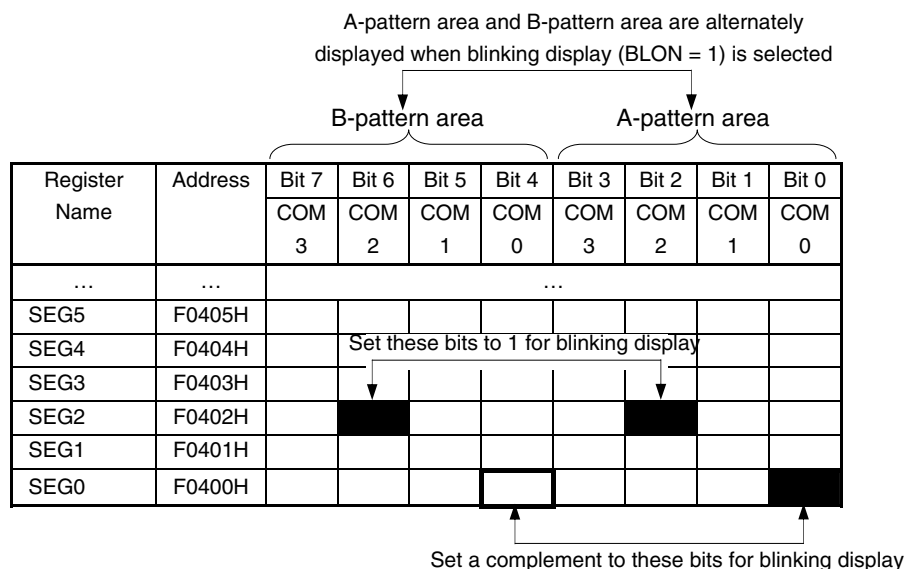 A-pattern area and B-pattern area are alternately
displayed when blinking display (BLON = 1) is selected
B-pattern area A-pattern area
Register Address Bit 7 Bit 6 Bit 5 Bit 4 Bit 3 Bit 2 Bit 1 Bit 0
Name COM COM COM COM COM COM COM COM
3 2 1 0 3 2 1 0
… … …
SEG5 F0405H
SEG4 F0404H Set these bits to 1 for blinking display
SEG3 F0403H
SEG2 F0402H
SEG1 F0401H
SEG0 F0400H
Set a complement to these bits for blinking display